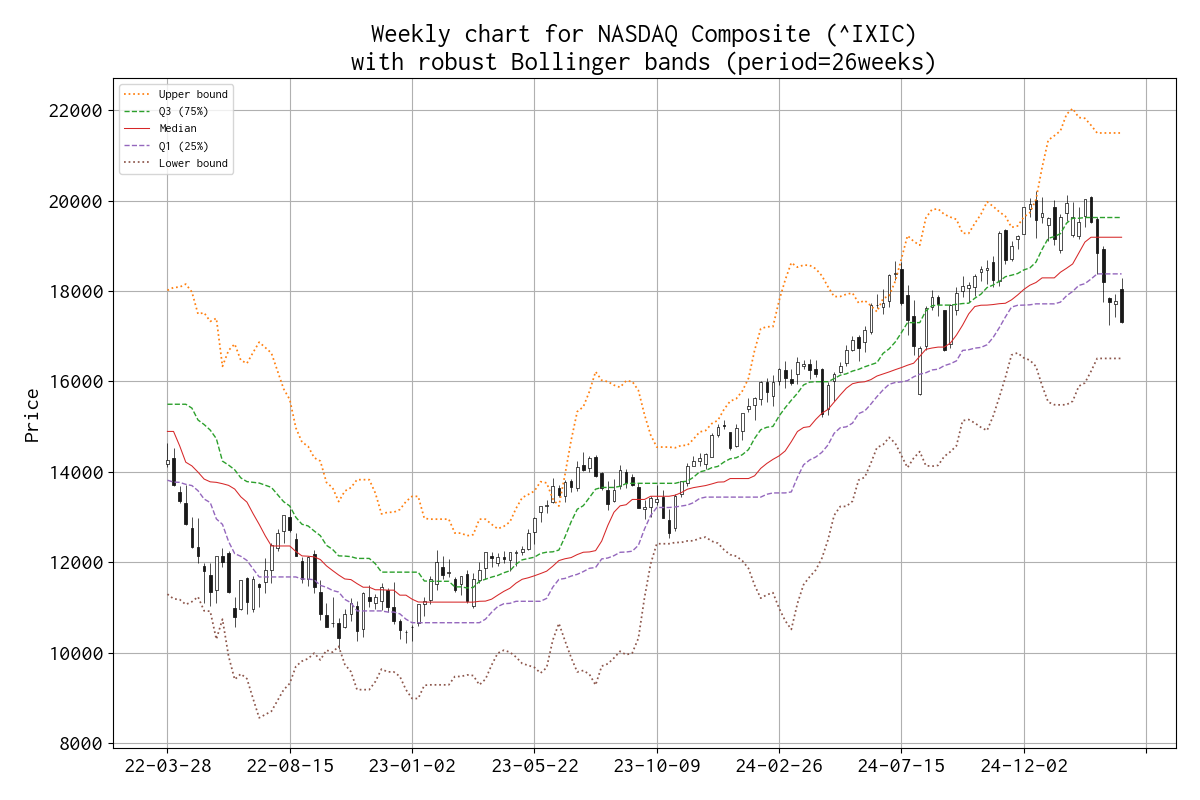 Weekly chart for NASDAQ Composite (^IXIC)
with robust Bollinger bands (period=26weeks)
Upper bound
Q3 (75%)
Median
Q1 (25%)
Lower bound
Price
22000
20000
18000
16000
14000
12000
10000
8000
22-03-28
22-08-15
23-01-02
23-05-22
23-10-09
24-02-26
24-07-15
24-12-02